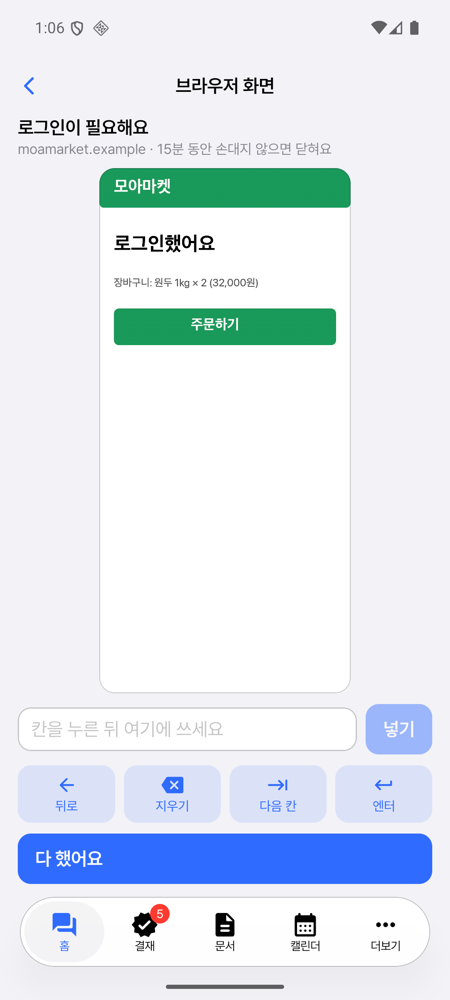 1:06
브라우저 화면
로그인이 필요해요
moamarket.example · 15분 동안 손대지 않으면 닫혀요
모아마켓
로그인했어요
장바구니: 원두 1kg × 2 (32,000원)
주문하기
칸을 누른 뒤 여기에 쓰세요
넣기
뒤로
지우기
다음 칸
엔터
다 했어요
5
홈
결재
문서
캘린더
더보기